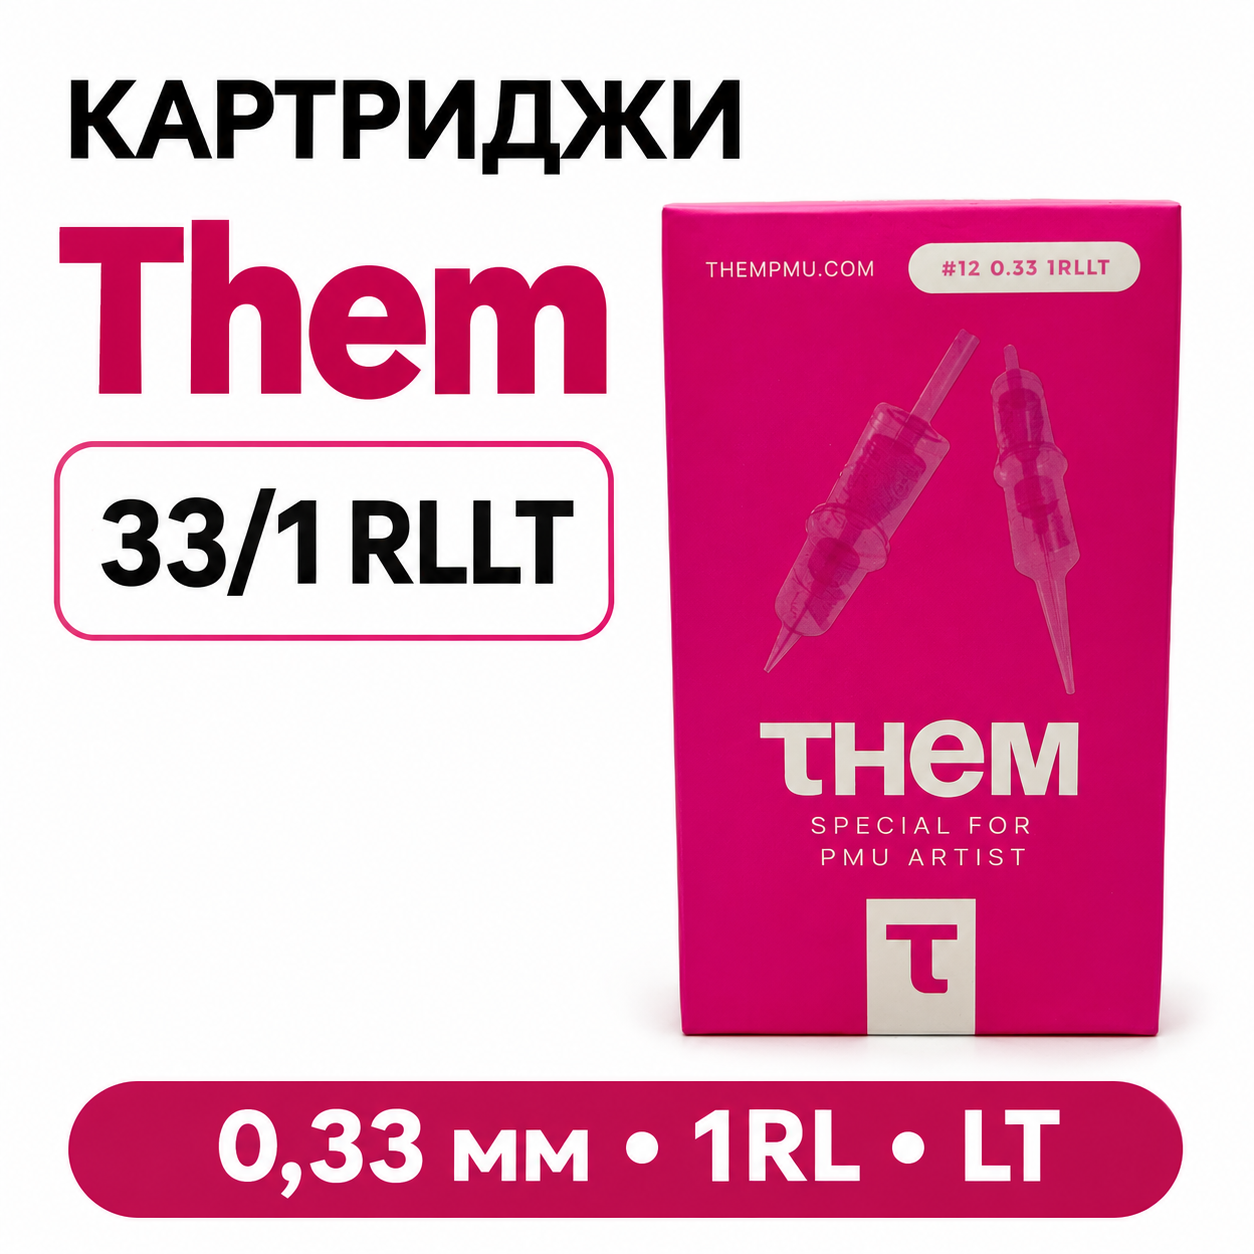 КАРТРИДЖИ
Them
33/1 RLLT
THEMPMU.COM
#12 0.33 1RLLT
THEM
SPECIAL FOR
PMU ARTIST
T
0,33 мм • 1RL • LT